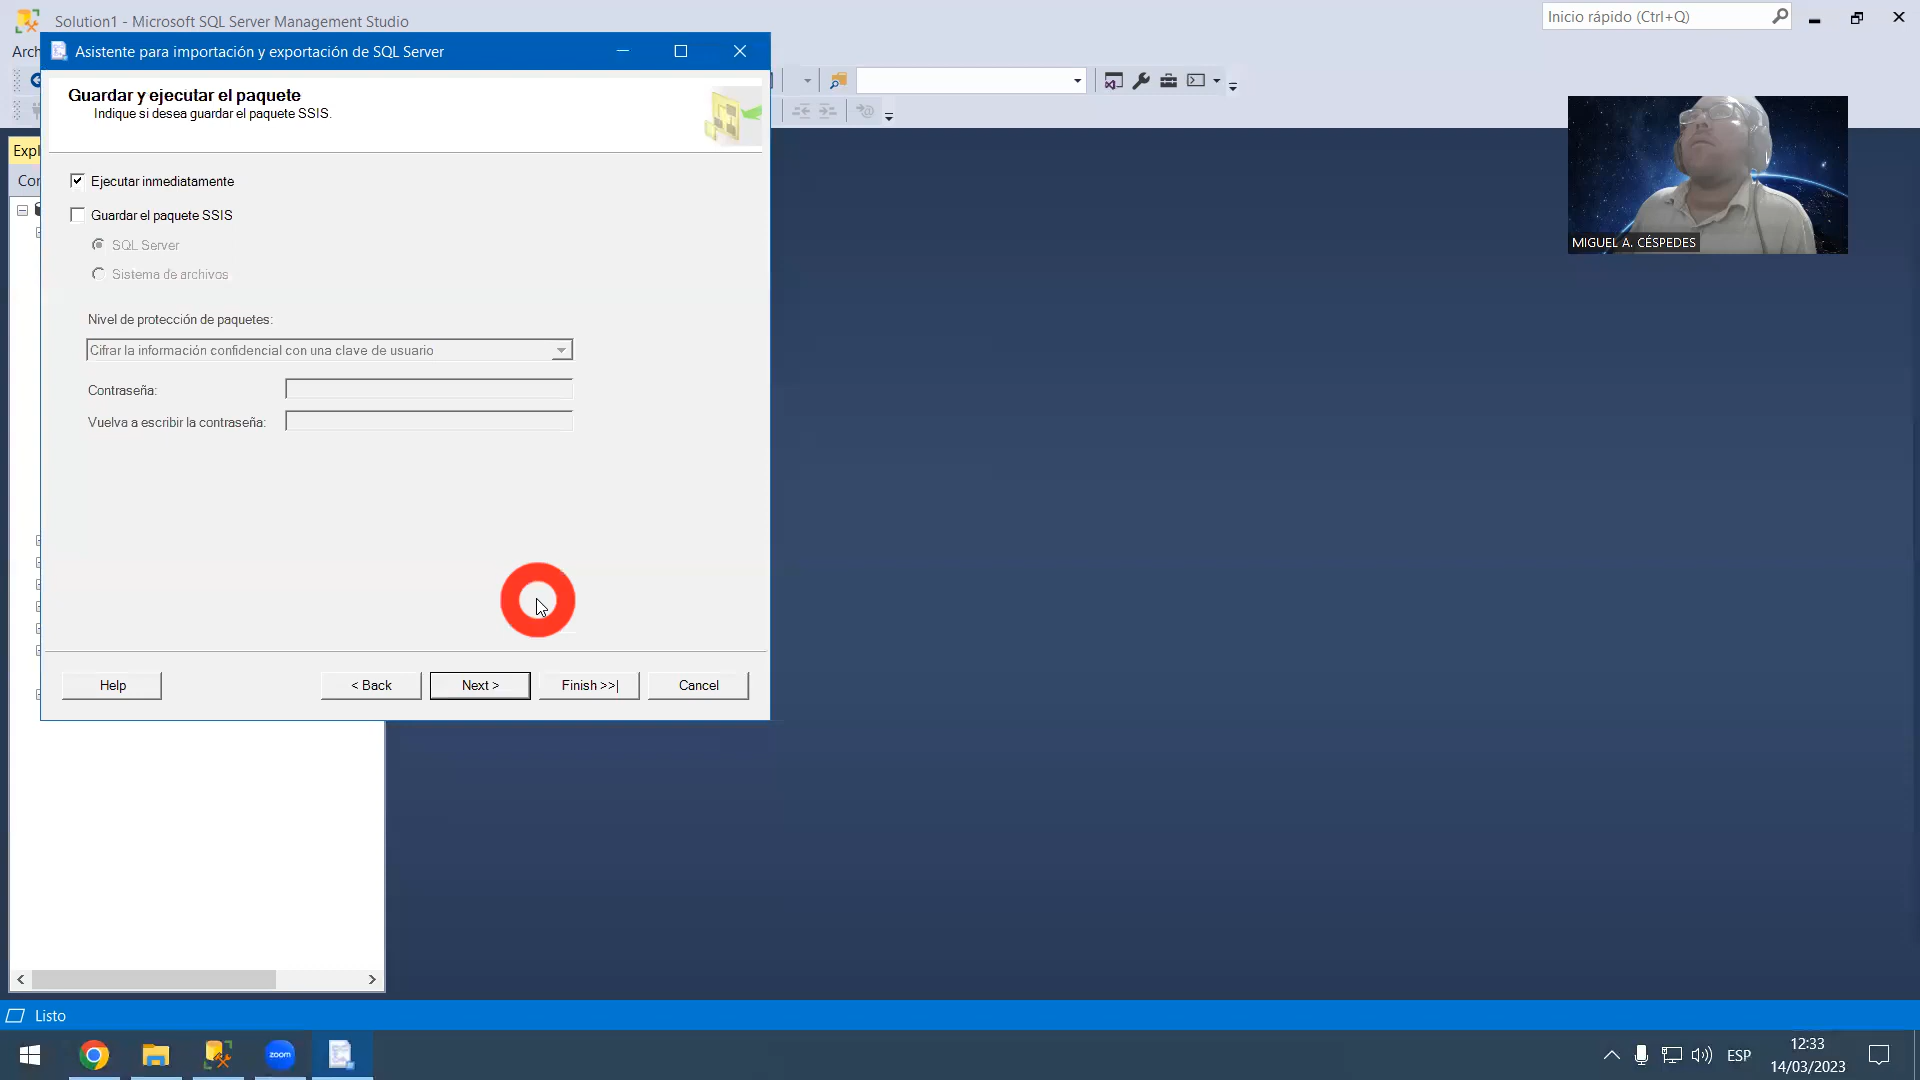 Solution1 - Microsoft SQL Server Management Studio
Inicio rápido (Ctrl+Q)
Arch
Asistente para importación y exportación de SQL Server
Guardar y ejecutar el paquete
Indique si desea guardar el paquete SSIS.
Expl
Cor
Ejecutar inmediatamente
Guardar el paquete SSIS
SQL Server
Sistema de archivos
Nivel de protección de paquetes:
Cifrar la información confidencial con una clave de usuario
Contraseña:
Vuelva a escribir la contraseña:
Help
< Back
Next >
Finish >>|
Cancel
MIGUEL A. CÉSPEDES
Listo
zoom
ESP
12:33
14/03/2023